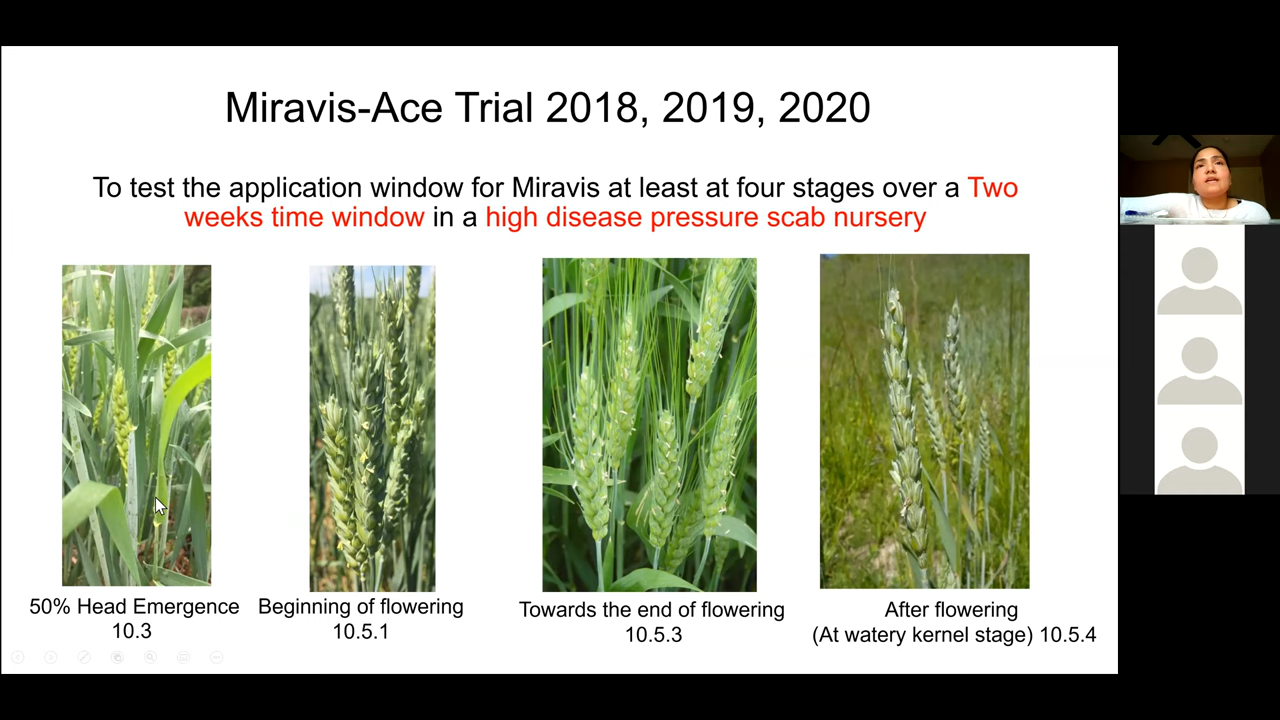 Miravis-Ace Trial 2018, 2019, 2020
To test the application window for Miravis at least at four stages over a Two
weeks time window in a high disease pressure scab nursery
50% Head Emergence
10.3
Beginning of flowering
10.5.1
Towards the end of flowering
10.5.3
After flowering
(At watery kernel stage) 10.5.4